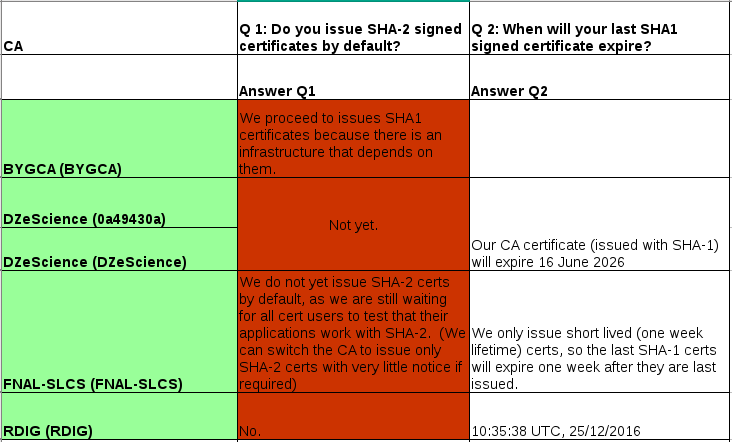 CA
Q 1: Do you issue SHA-2 signed
certificates by default?
Q 2: When will your last SHA1
signed certificate expire?
Answer Q1
Answer Q2
BYGCA (BYGCA)
We proceed to issues SHA1
certificates because there is an
infrastructure that depends on
them.
DZeScience (0a49430a)
Not yet.
DZeScience (DZeScience)
Our CA certificate (issued with SHA-1)
will expire 16 June 2026
FNAL-SLCS (FNAL-SLCS)
We do not yet issue SHA-2 certs
by default, as we are still waiting
for all cert users to test that their
applications work with SHA-2.  (We
can switch the CA to issue only
SHA-2 certs with very little notice if
required)
We only issue short lived (one week
lifetime) certs, so the last SHA-1 certs
will expire one week after they are last
issued.
RDIG (RDIG)
No.
10:35:38 UTC, 25/12/2016